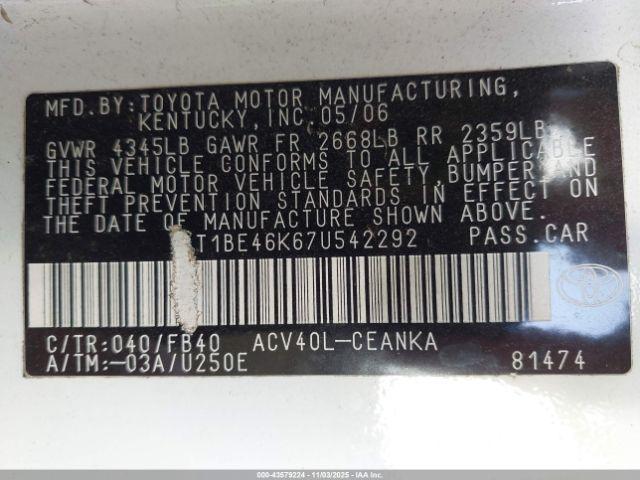 MFD.BY:TOYOTA MOTOR MANUFACTURING,
KENTUCKY,INC. 05/06
GVWR 4345LB GAWR FR 2668LB RR 2359LB
THIS VEHICLE CONFORMS TO ALL APPLICABLE
FEDERAL MOTOR VEHICLE SAFETY, BUMPER AND
THEFT PREVENTION STANDARDS IN EFFECT ON
THE DATE OF MANUFACTURE SHOWN ABOVE.
T1BE46K67U542292 PASS.CAR
C/TR:040/FB40 ACV40L-CEANKA
A/TM:-03A/U250E 81474
000-43579224 - 11/03/2025 - IAA Inc.